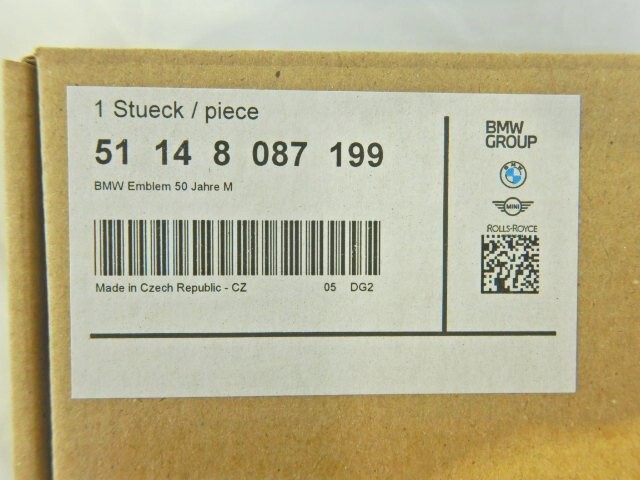 1 Stueck / piece
51 14 8 087 199
BMW Emblem 50 Jahre M
Made in Czech Republic - CZ 05 DG2
BMW
GROUP
BMW
MINI
ROLLS-ROYCE